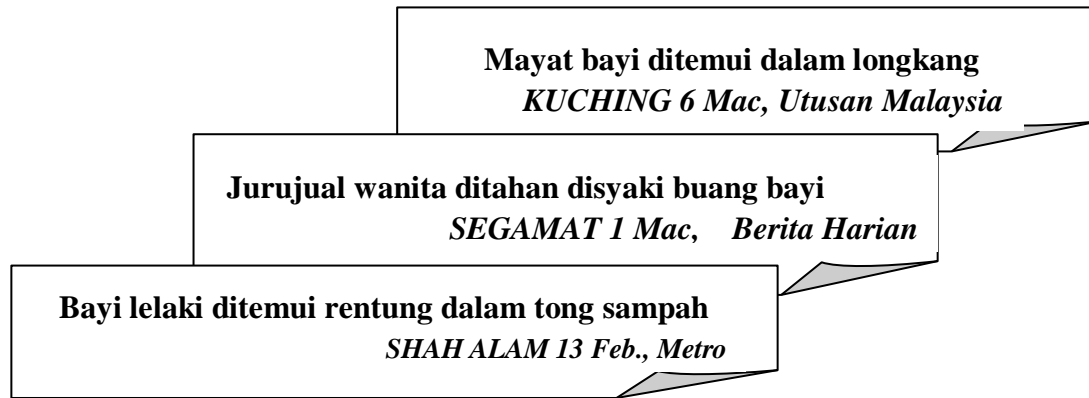 Mayat bayi ditemui dalam longkang
KUCHING 6 Mac, Utusan Malaysia
Jurujual wanita ditahan disyaki buang bayi
SEGAMAT 1 Mac, Berita Harian
Bayi lelaki ditemui rentung dalam tong sampah
SHAH ALAM 13 Feb., Metro